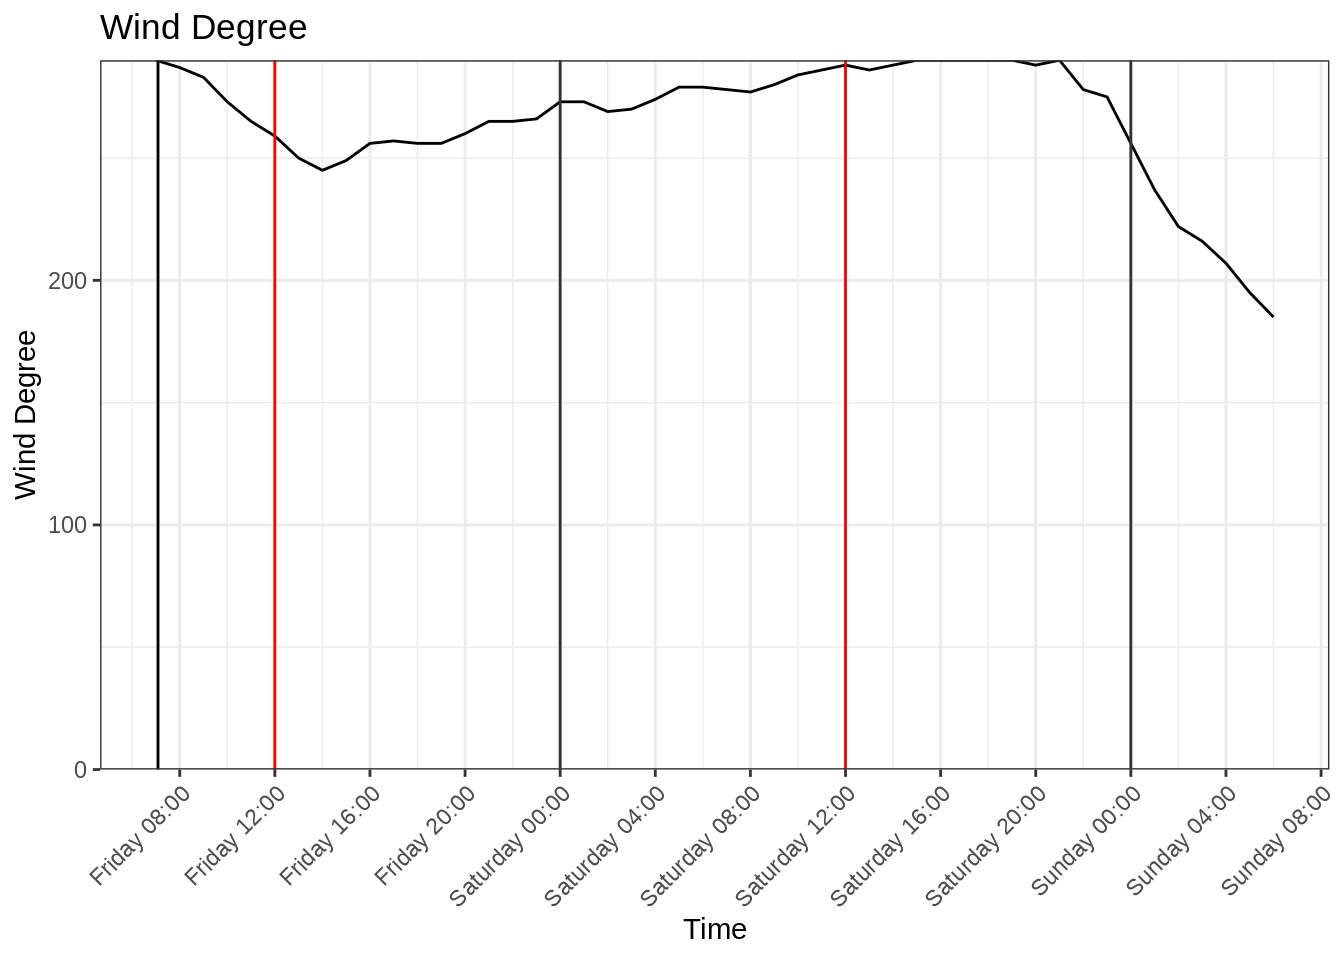 Wind Degree
Wind Degree
200
100
0
Friday 08:00
Friday 12:00
Friday 16:00
Friday 20:00
Saturday 00:00
Saturday 04:00
Saturday 08:00
Saturday 12:00
Saturday 16:00
Saturday 20:00
Sunday 00:00
Sunday 04:00
Sunday 08:00
Time